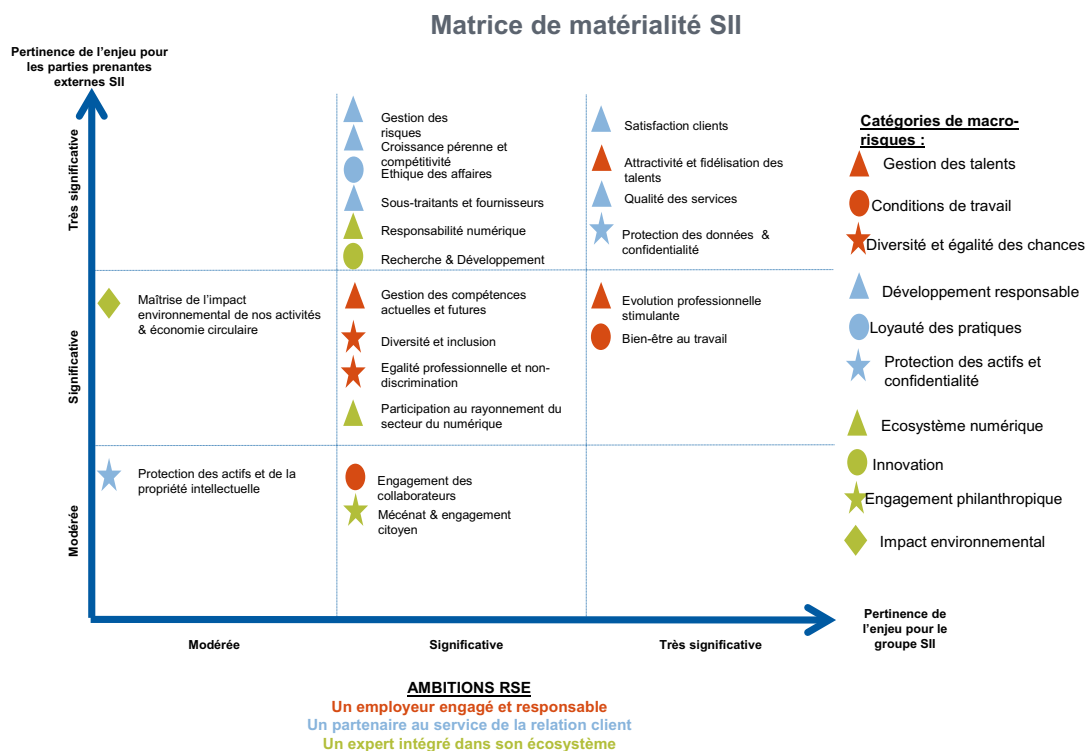 Matrice de matérialité SII
Pertinence de l'enjeu pour
les parties prenantes
externes SII
Très significative
Significative
Modérée
Gestion des
risques
Croissance pérenne et
compétitivité
Ethique des affaires
Sous-traitants et fournisseurs
Responsabilité numérique
Recherche & Développement
Satisfaction clients
Attractivité et fidélisation des
talents
Qualité des services
Protection des données & 
confidentialité
Maîtrise de l'impact
environnemental de nos activités
& économie circulaire
Gestion des compétences
actuelles et futures
Diversité et inclusion
Egalité professionnelle et non-
discrimination
Participation au rayonnement du
secteur du numérique
Evolution professionnelle
stimulante
Bien-être au travail
Protection des actifs et de la
propriété intellectuelle
Engagement des
collaborateurs
Mécénat & engagement
citoyen
Modérée
Significative
Très significative
Pertinence de
l'enjeu pour le
groupe SII
Catégories de macro-
risques :
Gestion des talents
Conditions de travail
Diversité et égalité des chances
Développement responsable
Loyauté des pratiques
Protection des actifs et
confidentialité
Ecosystème numérique
Innovation
Engagement philanthropique
Impact environnemental
AMBITIONS RSE
Un employeur engagé et responsable
Un partenaire au service de la relation client
Un expert intégré dans son écosystème